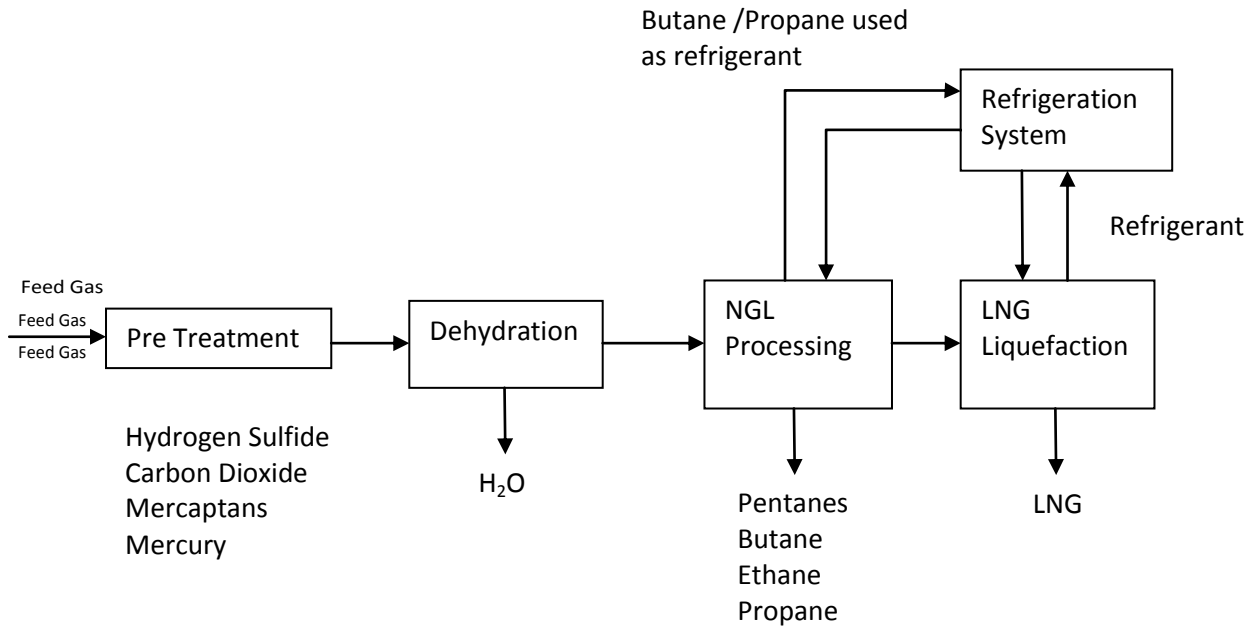 Butane /Propane used
as refrigerant
Refrigeration
System
Refrigerant
Feed Gas
Feed Gas
Feed Gas
Pre Treatment
Dehydration
NGL
Processing
LNG
Liquefaction
Hydrogen Sulfide
Carbon Dioxide
Mercaptans
Mercury
H₂O
Pentanes
Butane
Ethane
Propane
LNG